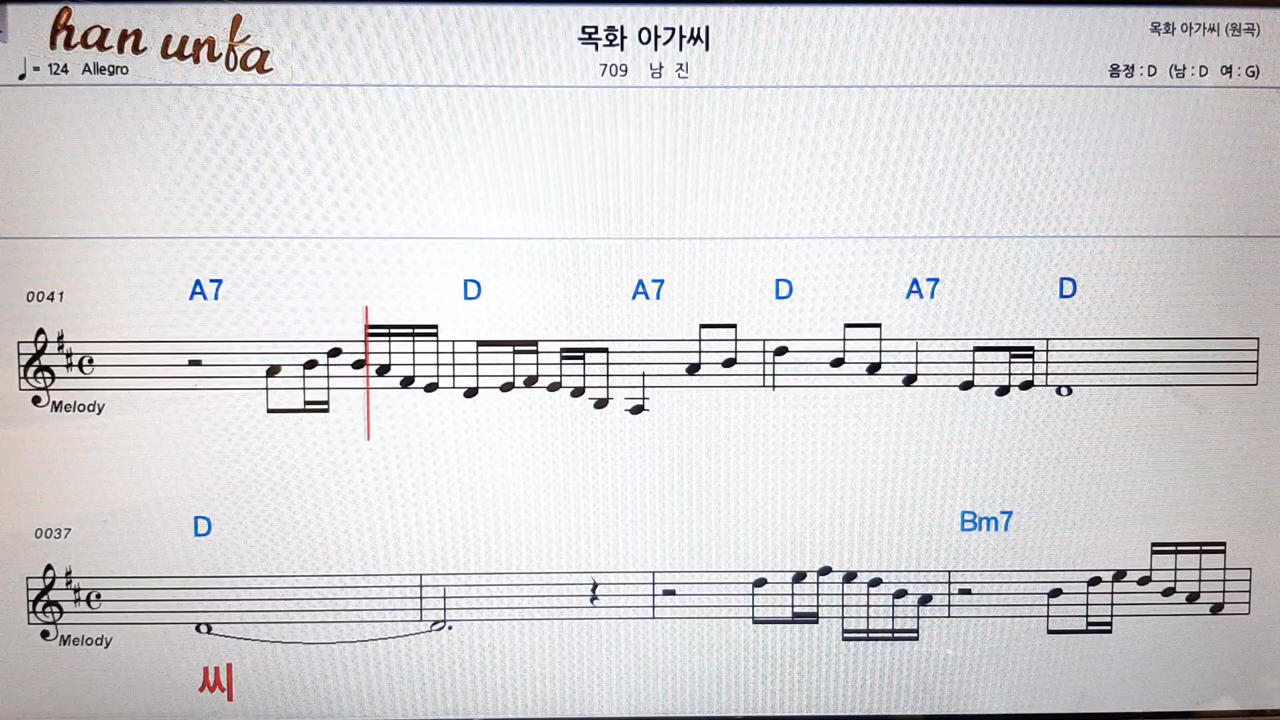 han unfa
목화 아가씨
목화 아가씨 (원곡)
♩= 124 Allegro
709 남 진
음정 : D (남 : D 여 : G)
0041
A7 D A7 D A7 D
Melody
0037
D Bm7
Melody
씨